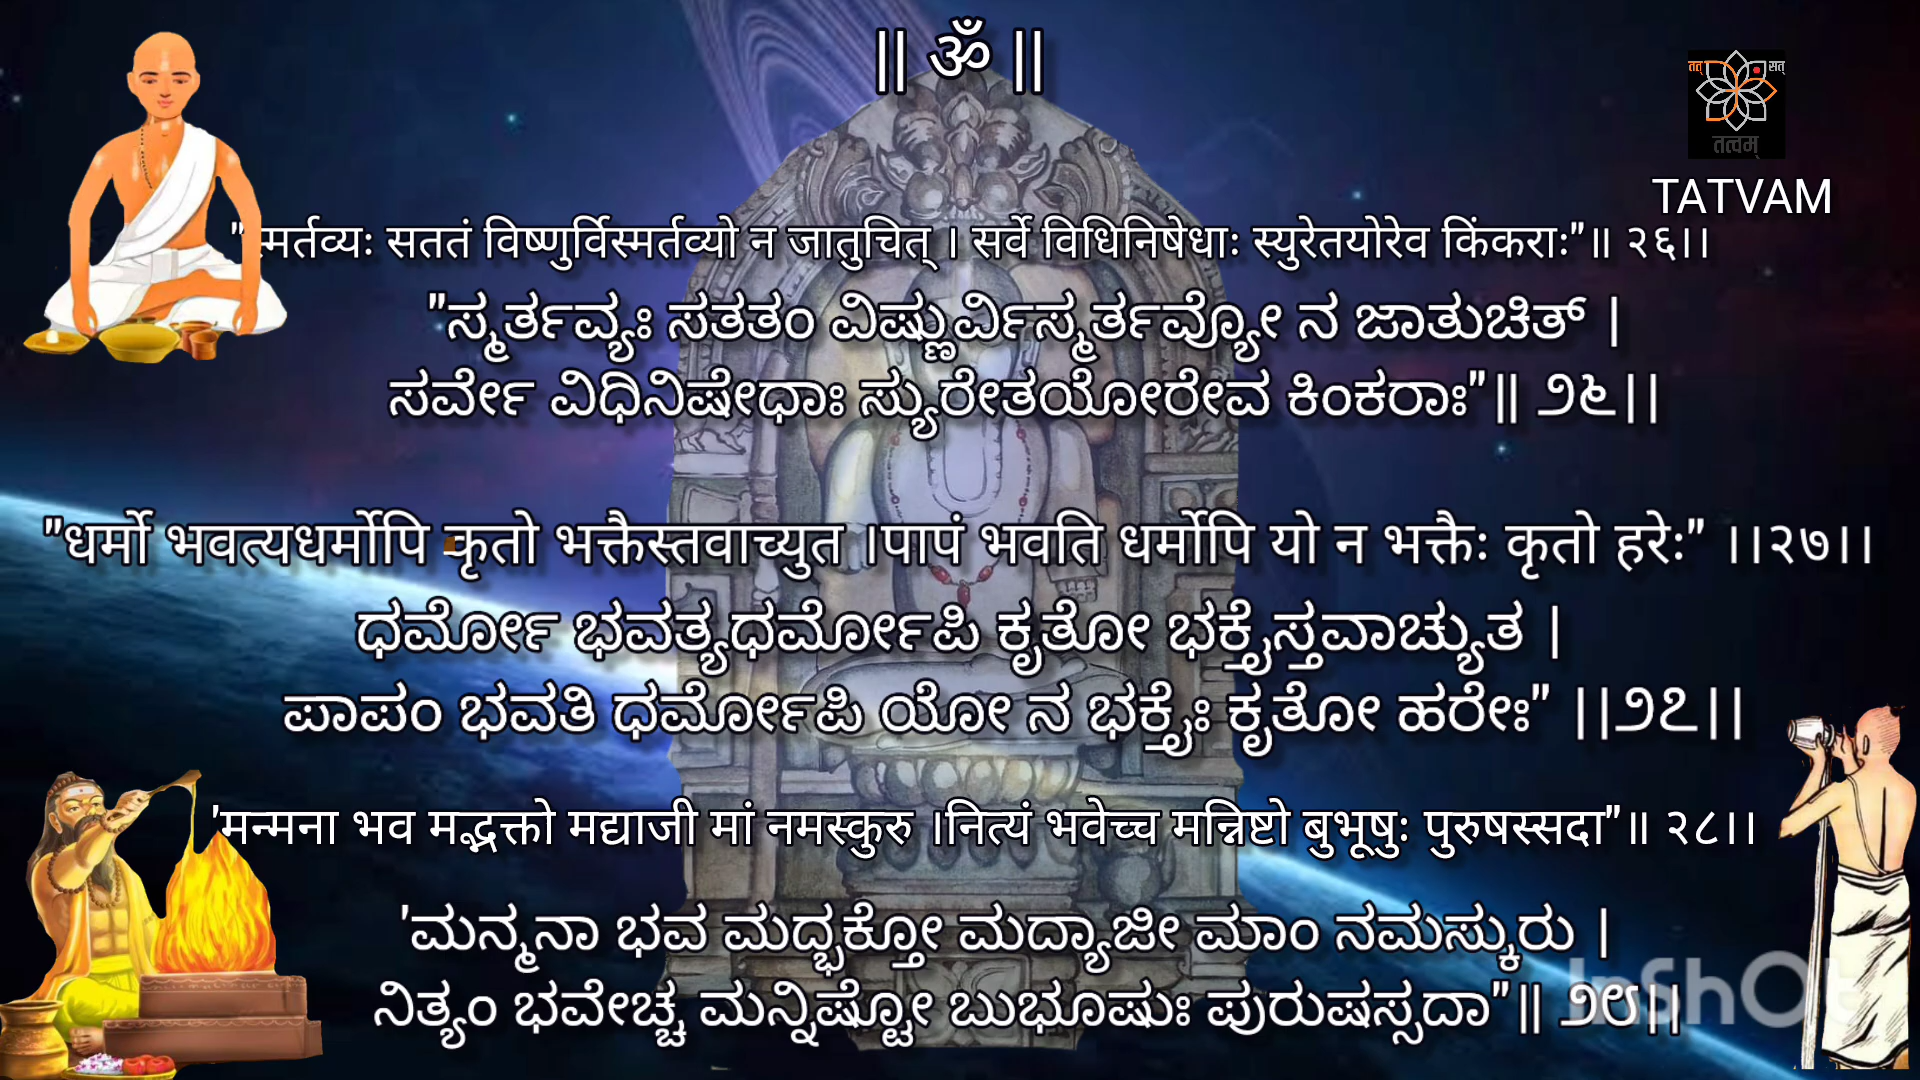 || ॐ ||
तत् सत्
तत्वम्
TATVAM
"स्मर्तव्यः सततं विष्णुर्विस्मर्तव्यो न जातुचित् । सर्वे विधिनिषेधाः स्युरेतयोरेव किंकराः"॥ २६।।
"ಸ್ಮರ್ತವ್ಯಃ ಸತತಂ ವಿಷ್ಣುರ್ವಿಸ್ಮರ್ತವ್ಯೋ ನ ಜಾತುಚಿತ್ |
ಸರ್ವೇ ವಿಧಿನಿಷೇಧಾಃ ಸ್ಯುರೇತಯೋರೇವ ಕಿಂಕರಾಃ"॥ ೨೬||
"धर्मो भवत्यधर्मोपि कृतो भक्तैस्तवाच्युत ।पापं भवति धर्मोपि यो न भक्तैः कृतो हरेः" ।।२७।।
ಧರ್ಮೋ ಭವತ್ಯಧರ್ಮೋಪಿ ಕೃತೋ ಭಕ್ತೈಸ್ತವಾಚ್ಯುತ |
ಪಾಪಂ ಭವತಿ ಧರ್ಮೋಪಿ ಯೋ ನ ಭಕ್ತೈಃ ಕೃತೋ ಹರೇಃ" ||೨೭||
'मन्मना भव मद्भक्तो मद्याजी मां नमस्कुरु ।नित्यं भवेच्च मन्निष्टो बुभूषुः पुरुषस्सदा"॥ २८।।
'ಮನ್ಮನಾ ಭವ ಮದ್ಭಕ್ತೋ ಮದ್ಯಾಜೀ ಮಾಂ ನಮಸ್ಕುರು |
ನಿತ್ಯಂ ಭವೇಚ್ಚ ಮನ್ನಿಷ್ಟೋ ಬುಭೂಷುಃ ಪುರುಷಸ್ಸದಾ"॥ ೨೮||
InShOt